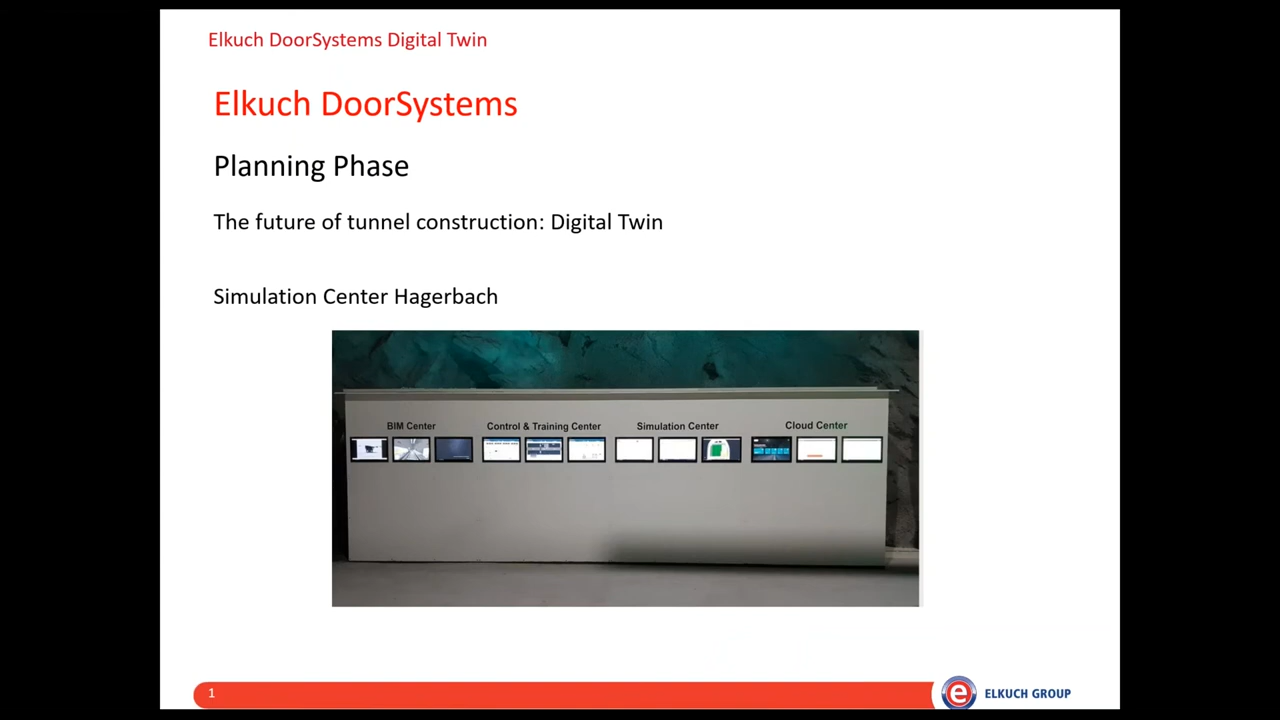 Elkuch DoorSystems Digital Twin
Elkuch DoorSystems
Planning Phase
The future of tunnel construction: Digital Twin
Simulation Center Hagerbach
BIM Center Control & Training Center Simulation Center Cloud Center
1
e ELKUCH GROUP